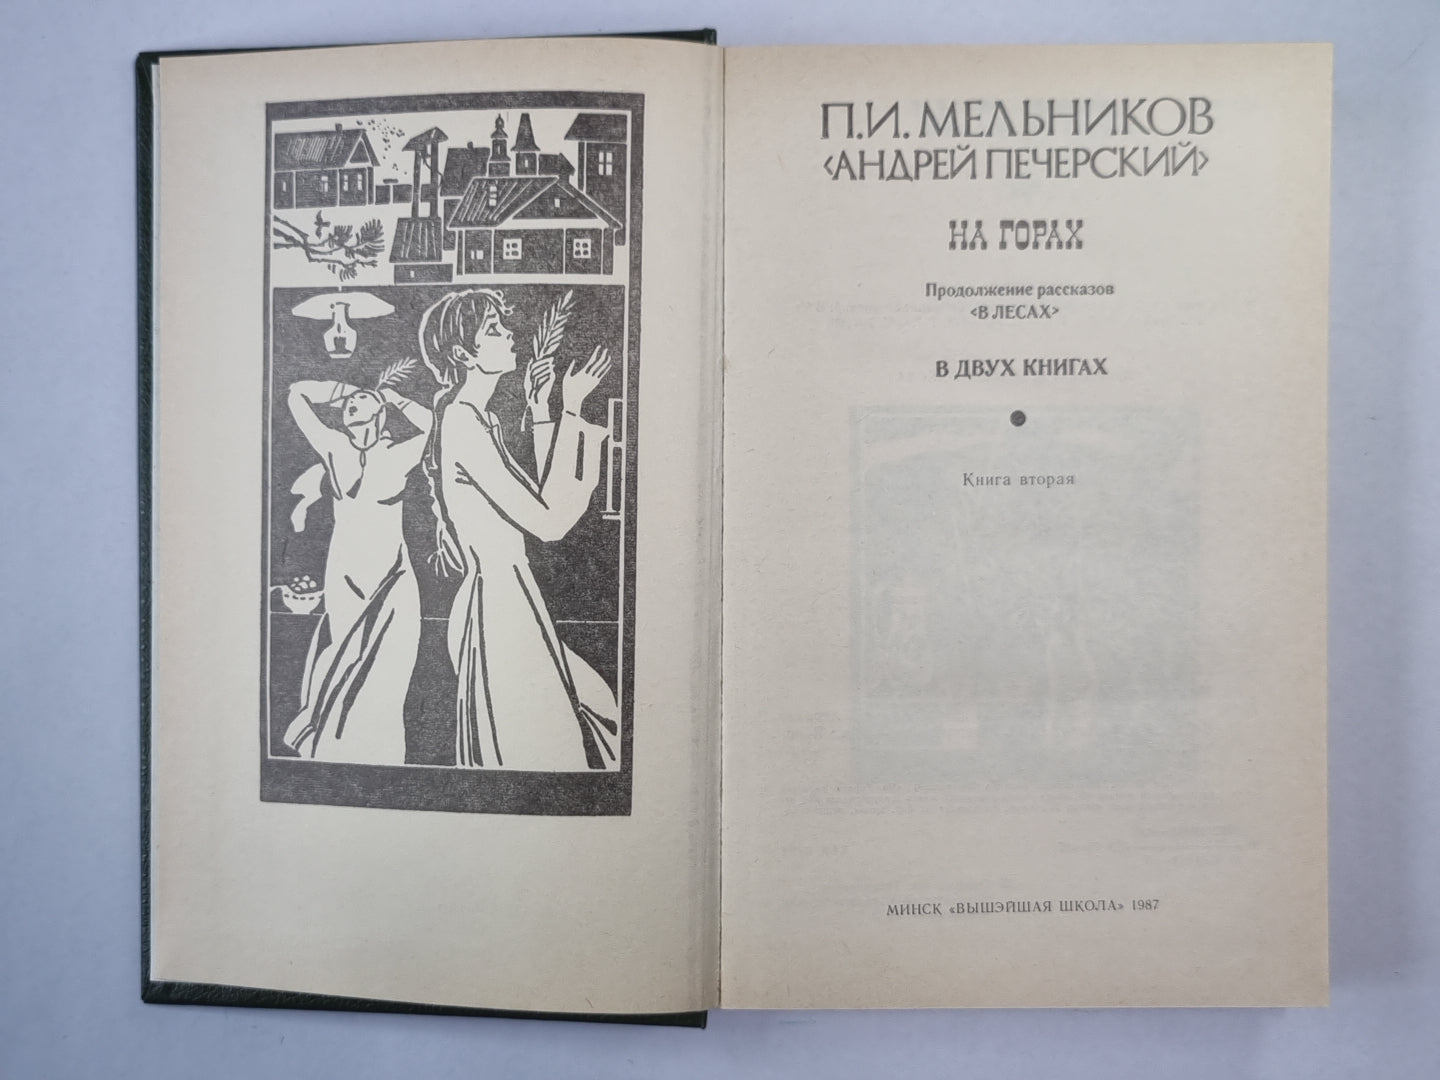 П.И. МЕЛЬНИКОВ
‹АНДРЕЙ ПЕЧЕРСКИЙ›
НА ГОРАХ
Продолжение рассказов
‹В ЛЕСАХ›
В ДВУХ КНИГАХ
Книга вторая
МИНСК «ВЫШЭЙШАЯ ШКОЛА» 1987